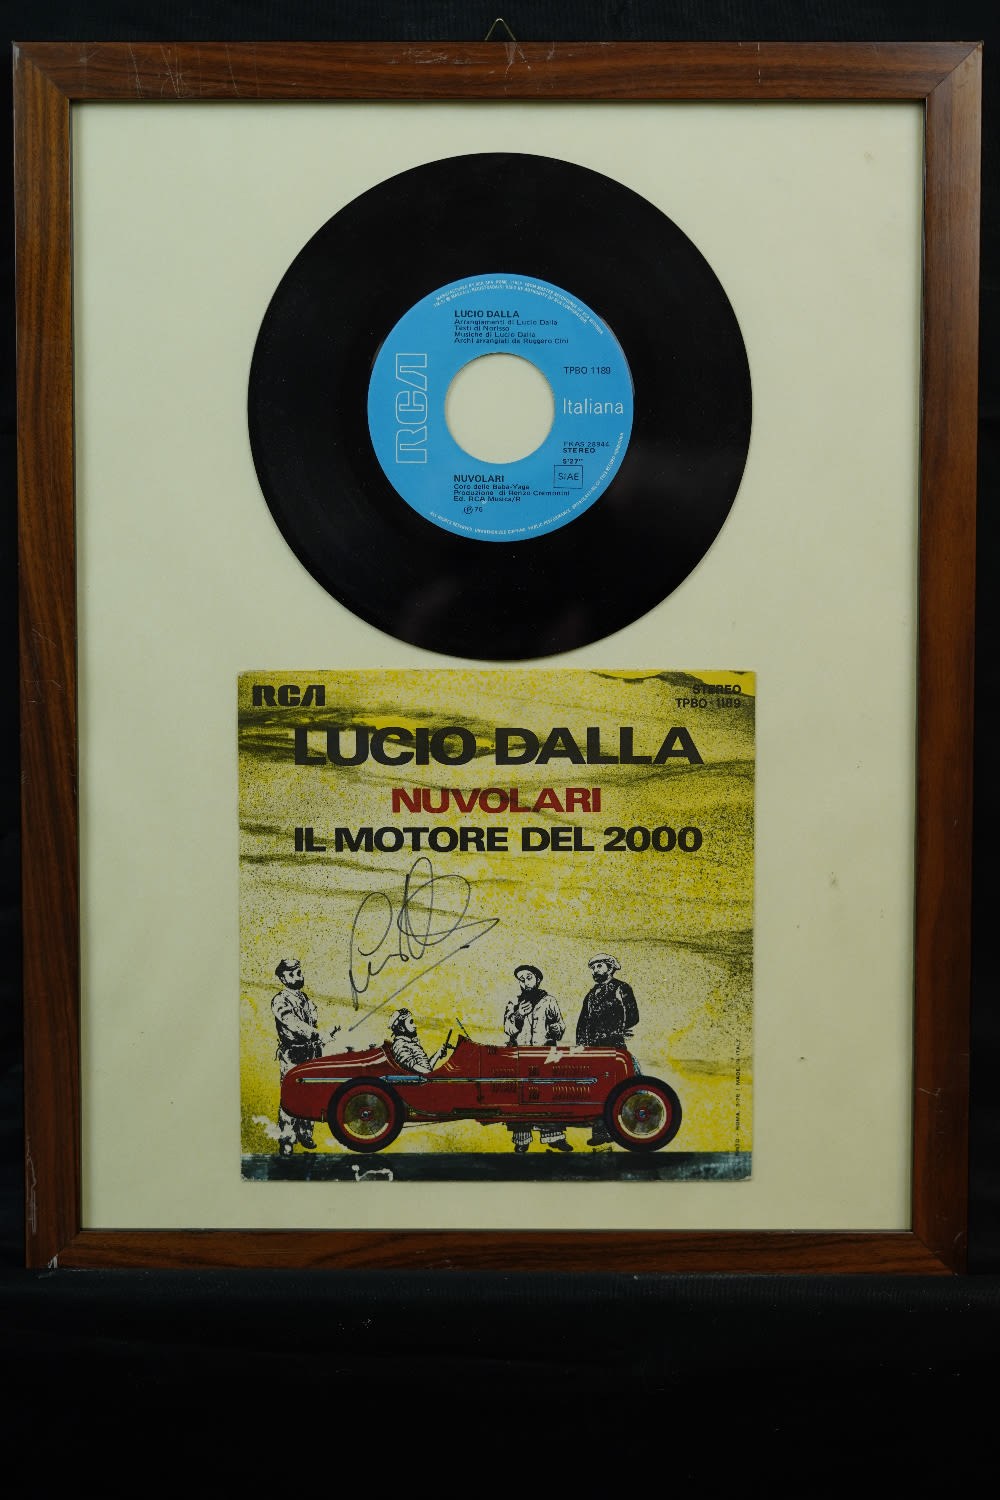 LUCIO DALLA
Arrangiamenti di Lucio Dalla
Testi di Norisso
Musiche di Lucio Dalla
Archi arrangiati da Ruggero Cini
RCA
TPBO 1189
Italiana
STEREO
5'27"
SIAE
NUVOLARI
Coro delle Baba-Yaga
Produzione di Renzo Cremonini
Ed. RCA Musica/R
℗ 76
RCA
STEREO
TPBO · 1189
LUCIO DALLA
NUVOLARI
IL MOTORE DEL 2000